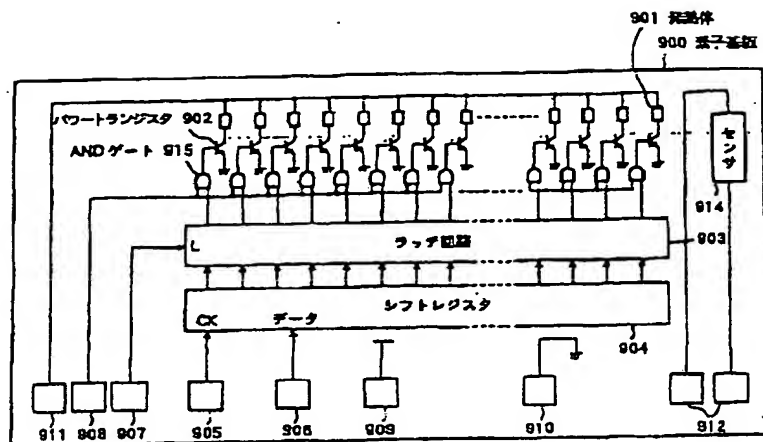 901 発熱体
900 素子基板
パワートランジスタ 902
ANDゲート 915
センサ
914
L ラッチ回路
903
シフトレジスタ
CK データ
904
911 908 907 905 906 909 910 912